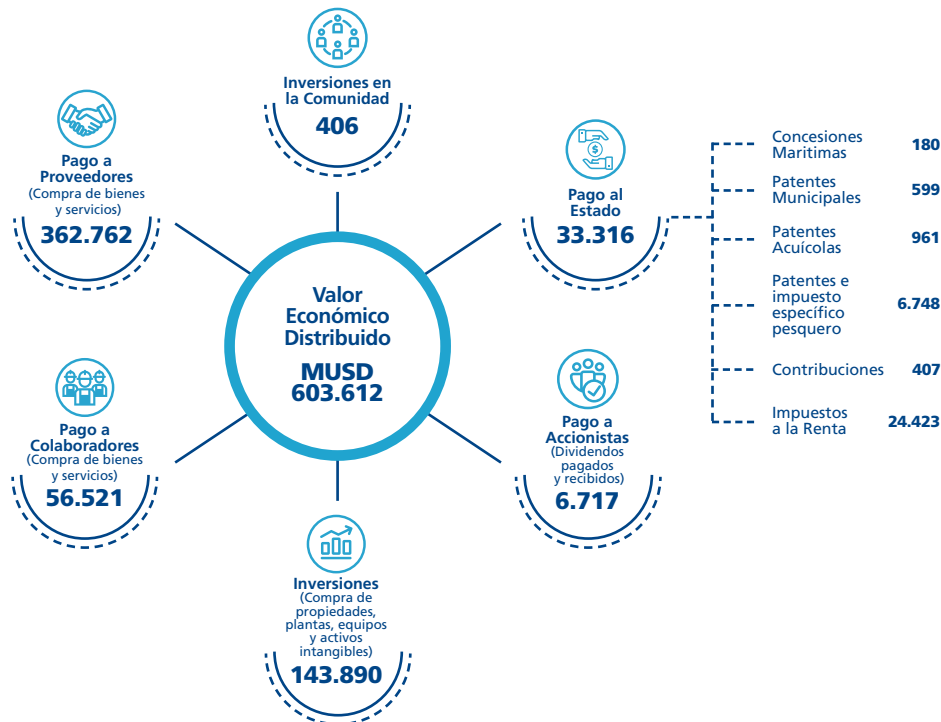 Inversiones en
la Comunidad
406
Pago a
Proveedores
(Compra de bienes
y servicios)
362.762
Pago al
Estado
33.316
Concesiones
Maritimas
180
Patentes
Municipales
599
Patentes
Acuícolas
961
Patentes e
impuesto
específico
pesquero
6.748
Contribuciones
407
Impuestos
a la Renta
24.423
Valor
Económico
Distribuido
MUSD
603.612
Pago a
Colaboradores
(Compra de bienes
y servicios)
56.521
Pago a
Accionistas
(Dividendos
pagados
y recibidos)
6.717
Inversiones
(Compra de
propiedades,
plantas, equipos
y activos
intangibles)
143.890